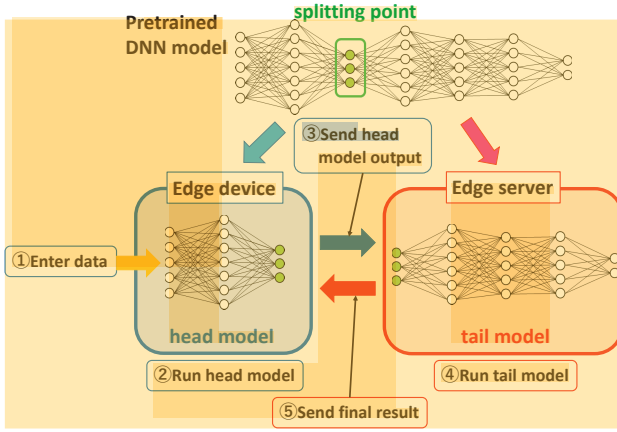 splitting point
Pretrained
DNN model
③Send head
model output
Edge device
Edge server
①Enter data
head model
tail model
②Run head model
④Run tail model
⑤Send final result